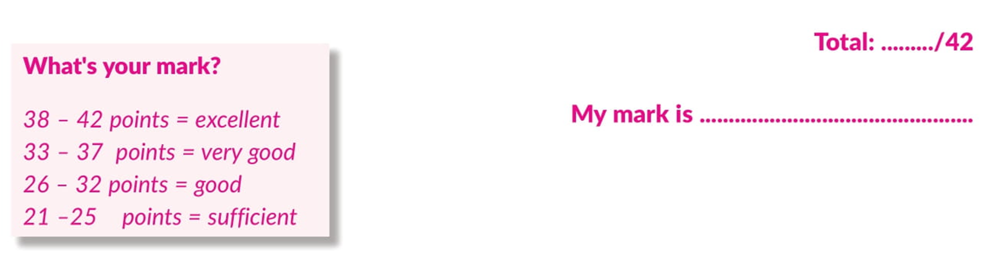 Total: ........./42
What's your mark?
My mark is ................................................
38 – 42 points = excellent
33 – 37 points = very good
26 – 32 points = good
21 –25 points = sufficient